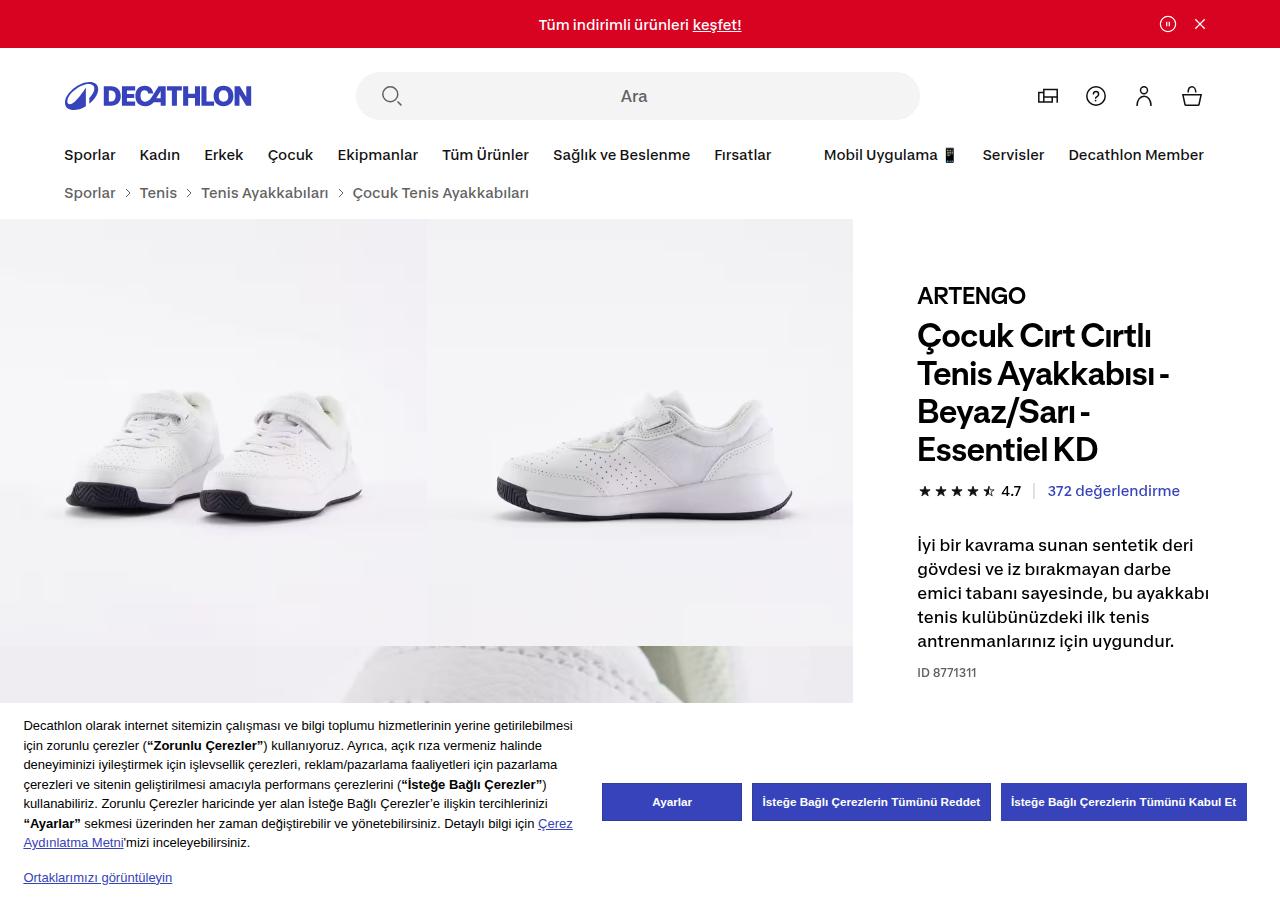 Tüm indirimli ürünleri keşfet!
DECATHLON
Ara
Sporlar
Kadın
Erkek
Çocuk
Ekipmanlar
Tüm Ürünler
Sağlık ve Beslenme
Fırsatlar
Mobil Uygulama 📱
Servisler
Decathlon Member
Sporlar > Tenis > Tenis Ayakkabıları > Çocuk Tenis Ayakkabıları
ARTENGO
Çocuk Cırt Cırtlı
Tenis Ayakkabısı -
Beyaz/Sarı -
Essentiel KD
4.7
372 değerlendirme
İyi bir kavrama sunan sentetik deri
gövdesi ve iz bırakmayan darbe
emici tabanı sayesinde, bu ayakkabı
tenis kulübünüzdeki ilk tenis
antrenmanlarınız için uygundur.
ID 8771311
Decathlon olarak internet sitemizin çalışması ve bilgi toplumu hizmetlerinin yerine getirilebilmesi
için zorunlu çerezler (“Zorunlu Çerezler”) kullanıyoruz. Ayrıca, açık rıza vermeniz halinde
deneyiminizi iyileştirmek için işlevsellik çerezleri, reklam/pazarlama faaliyetleri için pazarlama
çerezleri ve sitenin geliştirilmesi amacıyla performans çerezlerini (“İsteğe Bağlı Çerezler”)
kullanabiliriz. Zorunlu Çerezler haricinde yer alan İsteğe Bağlı Çerezler’e ilişkin tercihlerinizi
“Ayarlar” sekmesi üzerinden her zaman değiştirebilir ve yönetebilirsiniz. Detaylı bilgi için Çerez
Aydınlatma Metni'mizi inceleyebilirsiniz.
Ortaklarımızı görüntüleyin
Ayarlar
İsteğe Bağlı Çerezlerin Tümünü Reddet
İsteğe Bağlı Çerezlerin Tümünü Kabul Et